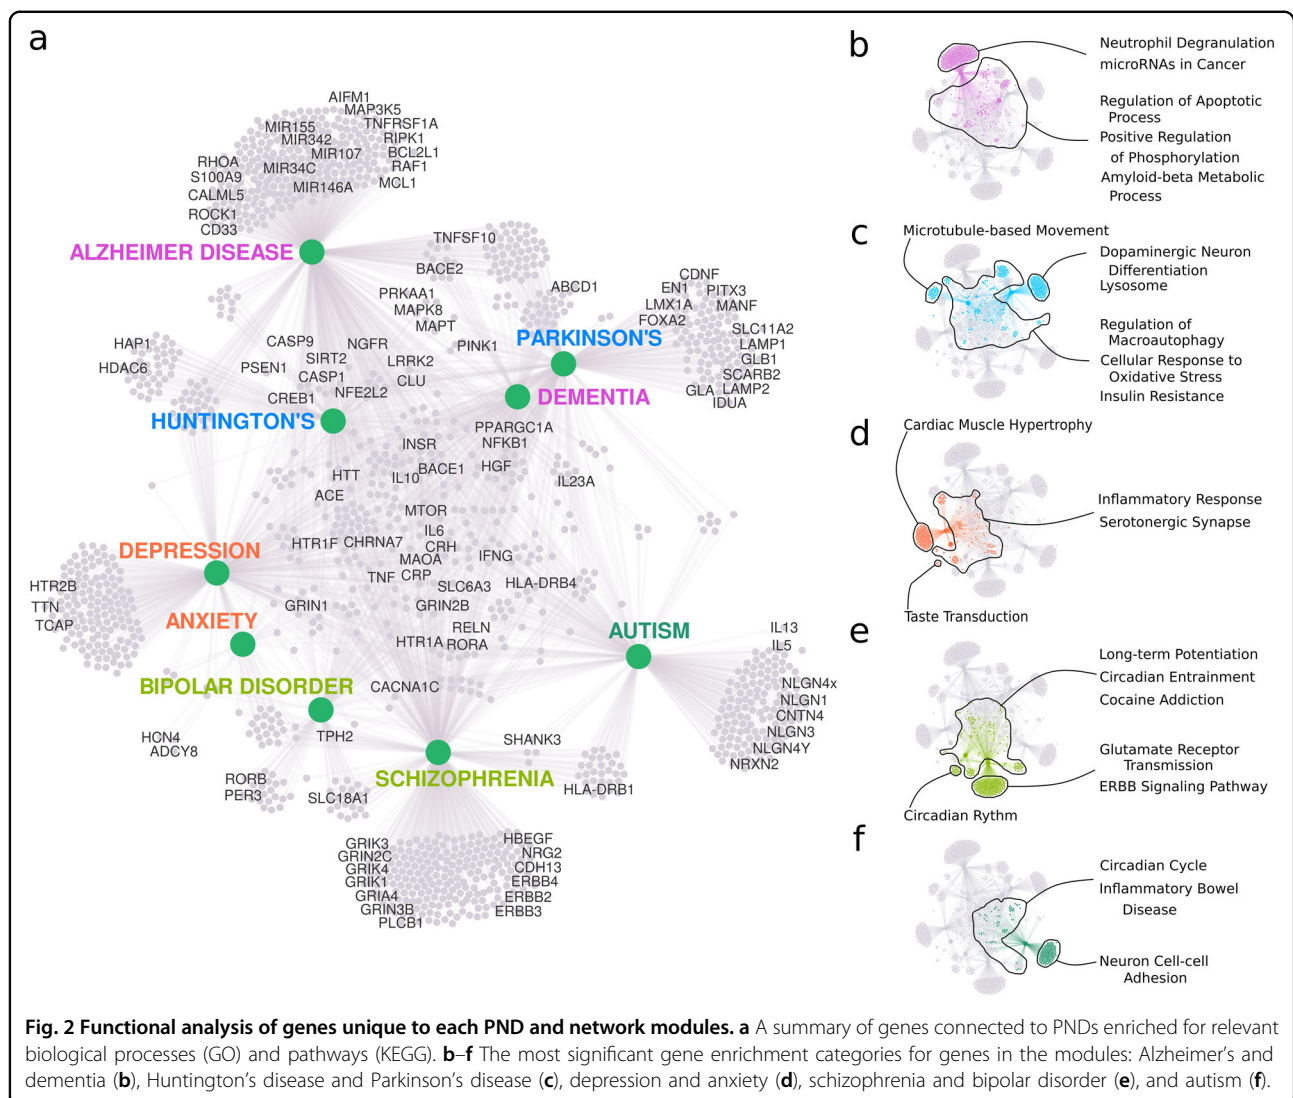 a
AIFM1
MAP3K5
MIR155
TNFRSF1A
MIR342
RIPK1
MIR107
BCL2L1
RHOA
MIR34C
RAF1
S100A9
MIR146A
MCL1
CALML5
ROCK1
CD33
ALZHEIMER DISEASE
TNFSF10
BACE2
ABCD1
CDNF
EN1
PITX3
PRKAA1
LMX1A
MANF
MAPK8
FOXA2
MAPT
SLC11A2
HAP1
CASP9
NGFR
PINK1
PARKINSON'S
LAMP1
HDAC6
PSEN1
SIRT2
LRRK2
GLB1
CASP1
CLU
SCARB2
CREB1
NFE2L2
DEMENTIA
GLA
LAMP2
IDUA
HUNTINGTON'S
PPARGC1A
INSR
NFKB1
HTT
IL10
BACE1
HGF
IL23A
ACE
MTOR
IL6
HTR1F
CHRNA7
CRH
DEPRESSION
MAOA
IFNG
TNF
CRP
HTR2B
SLC6A3
HLA-DRB4
TTN
GRIN1
GRIN2B
TCAP
ANXIETY
RELN
AUTISM
IL13
HTR1A
RORA
IL5
BIPOLAR DISORDER
CACNA1C
NLGN4x
NLGN1
CNTN4
HCN4
TPH2
SHANK3
NLGN3
ADCY8
NLGN4Y
NRXN2
RORB
SCHIZOPHRENIA
PER3
SLC18A1
HLA-DRB1
GRIK3
HBEGF
GRIN2C
NRG2
GRIK4
CDH13
GRIK1
ERBB4
GRIA4
ERBB2
GRIN3B
ERBB3
PLCB1
b
Neutrophil Degranulation
microRNAs in Cancer
Regulation of Apoptotic
Process
Positive Regulation
of Phosphorylation
Amyloid-beta Metabolic
Process
c
Microtubule-based Movement
Dopaminergic Neuron
Differentiation
Lysosome
Regulation of
Macroautophagy
Cellular Response to
Oxidative Stress
Insulin Resistance
d
Cardiac Muscle Hypertrophy
Inflammatory Response
Serotonergic Synapse
Taste Transduction
e
Long-term Potentiation
Circadian Entrainment
Cocaine Addiction
Glutamate Receptor
Transmission
ERBB Signaling Pathway
Circadian Rythm
f
Circadian Cycle
Inflammatory Bowel
Disease
Neuron Cell-cell
Adhesion
Fig. 2 Functional analysis of genes unique to each PND and network modules. a A summary of genes connected to PNDs enriched for relevant
biological processes (GO) and pathways (KEGG). b–f The most significant gene enrichment categories for genes in the modules: Alzheimer's and
dementia (b), Huntington's disease and Parkinson's disease (c), depression and anxiety (d), schizophrenia and bipolar disorder (e), and autism (f).